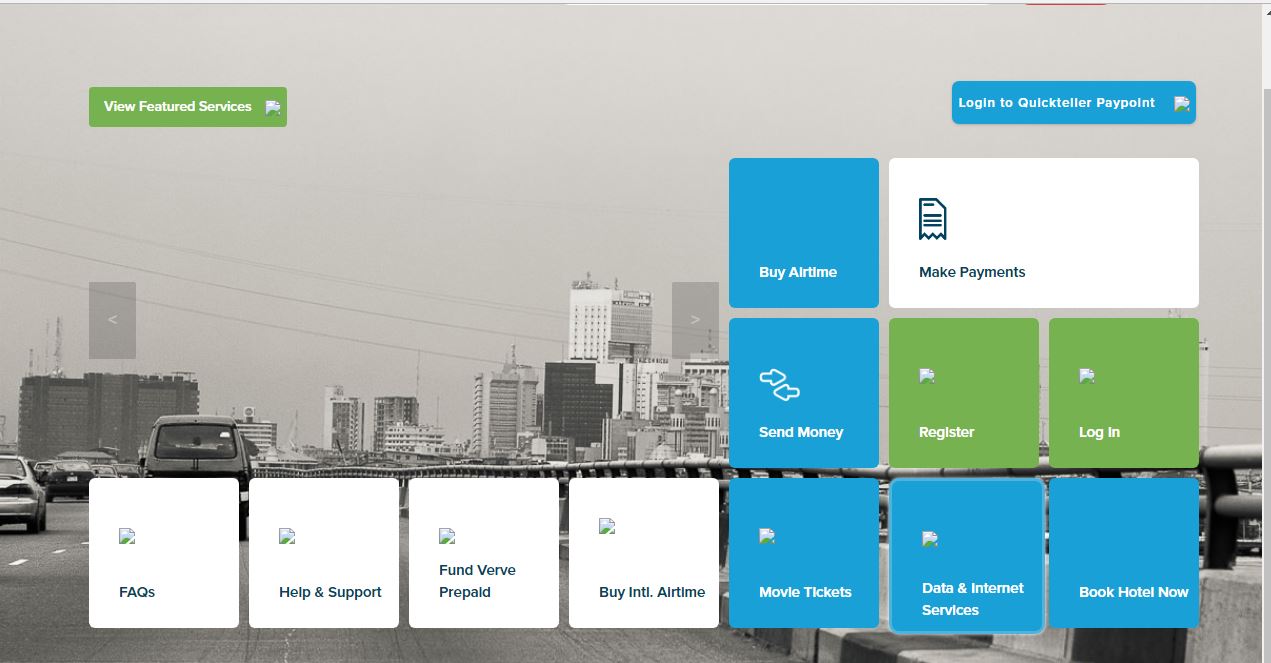 View Featured Services
Login to Quickteller Paypoint
Buy Airtime
Make Payments
<
>
Send Money
Register
Log In
FAQs
Help & Support
Fund Verve
Prepaid
Buy Intl. Airtime
Movie Tickets
Data & Internet
Services
Book Hotel Now